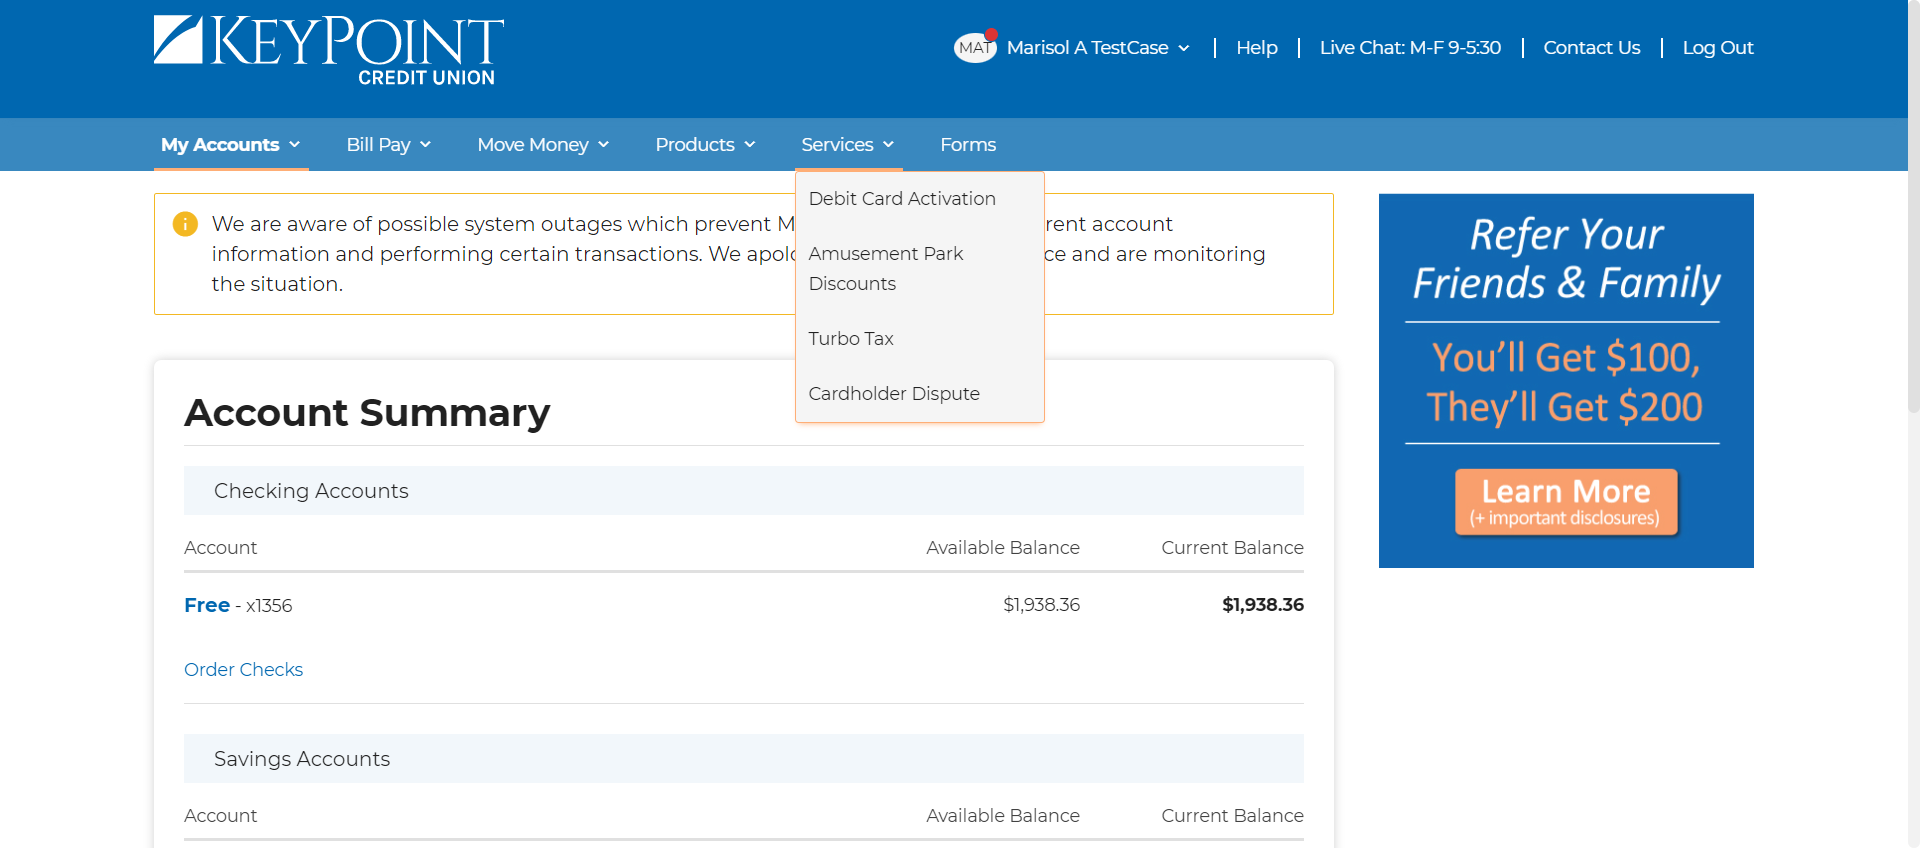 KEYPOINT
CREDIT UNION
MAT Marisol A TestCase
Help
Live Chat: M-F 9-5:30
Contact Us
Log Out
My Accounts
Bill Pay
Move Money
Products
Services
Forms
Debit Card Activation
Amusement Park
Discounts
Turbo Tax
Cardholder Dispute
We are aware of possible system outages which prevent account
information and performing certain transactions. We and are monitoring
the situation.
Refer Your
Friends & Family
You'll Get $100,
They'll Get $200
Learn More
(+ important disclosures)
Account Summary
Checking Accounts
Account Available Balance Current Balance
Free - x1356 $1,938.36 $1,938.36
Order Checks
Savings Accounts
Account Available Balance Current Balance